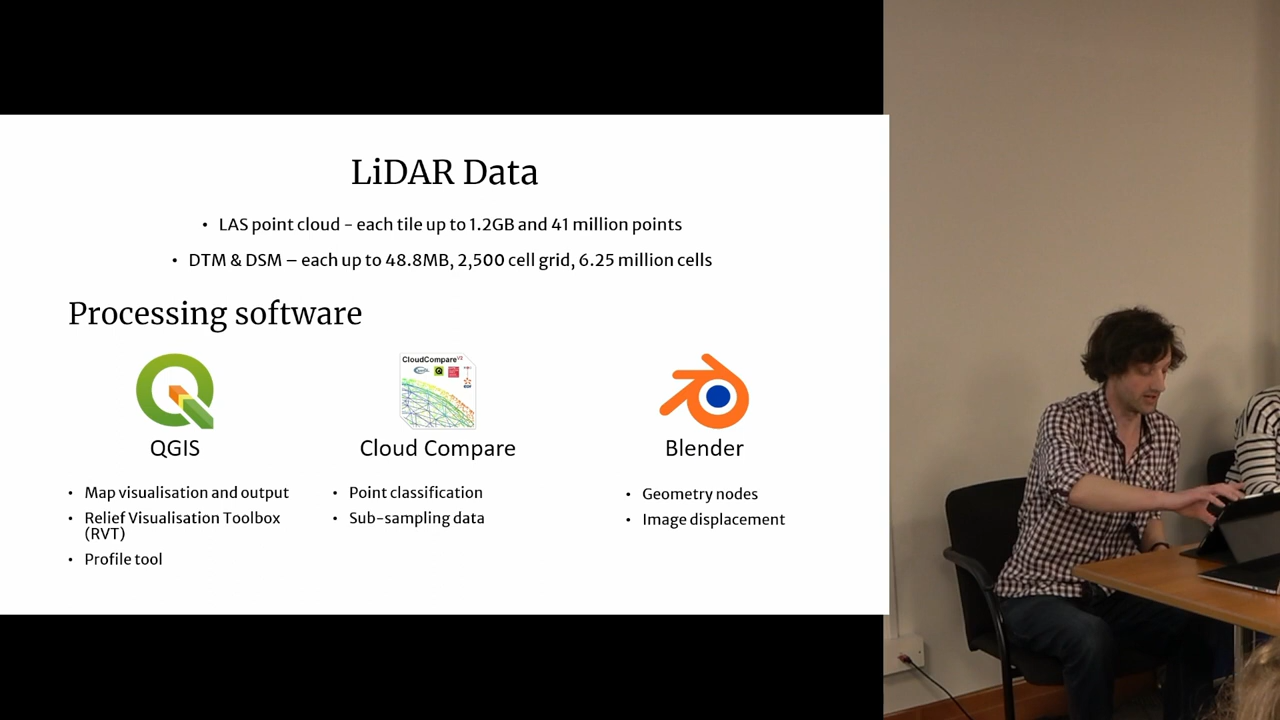 LiDAR Data
• LAS point cloud - each tile up to 1.2GB and 41 million points
• DTM & DSM – each up to 48.8MB, 2,500 cell grid, 6.25 million cells
Processing software
CloudCompare V2
QGIS
Cloud Compare
Blender
• Map visualisation and output
• Relief Visualisation Toolbox
(RVT)
• Profile tool
• Point classification
• Sub-sampling data
• Geometry nodes
• Image displacement